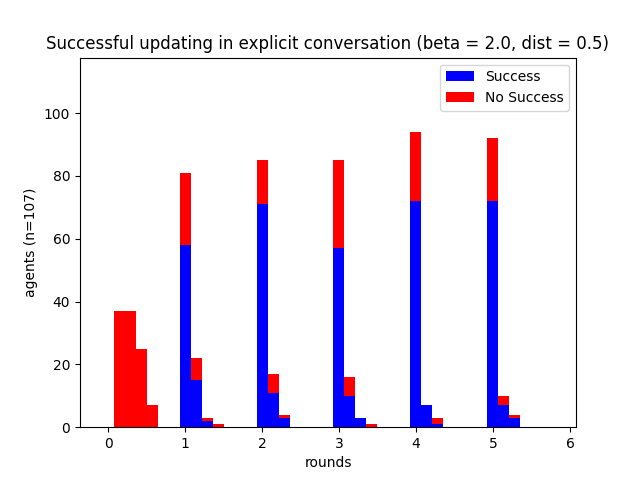 Successful updating in explicit conversation (beta = 2.0, dist = 0.5)
Success
No Success
agents (n=107)
100
80
60
40
20
0
0 1 2 3 4 5 6
rounds